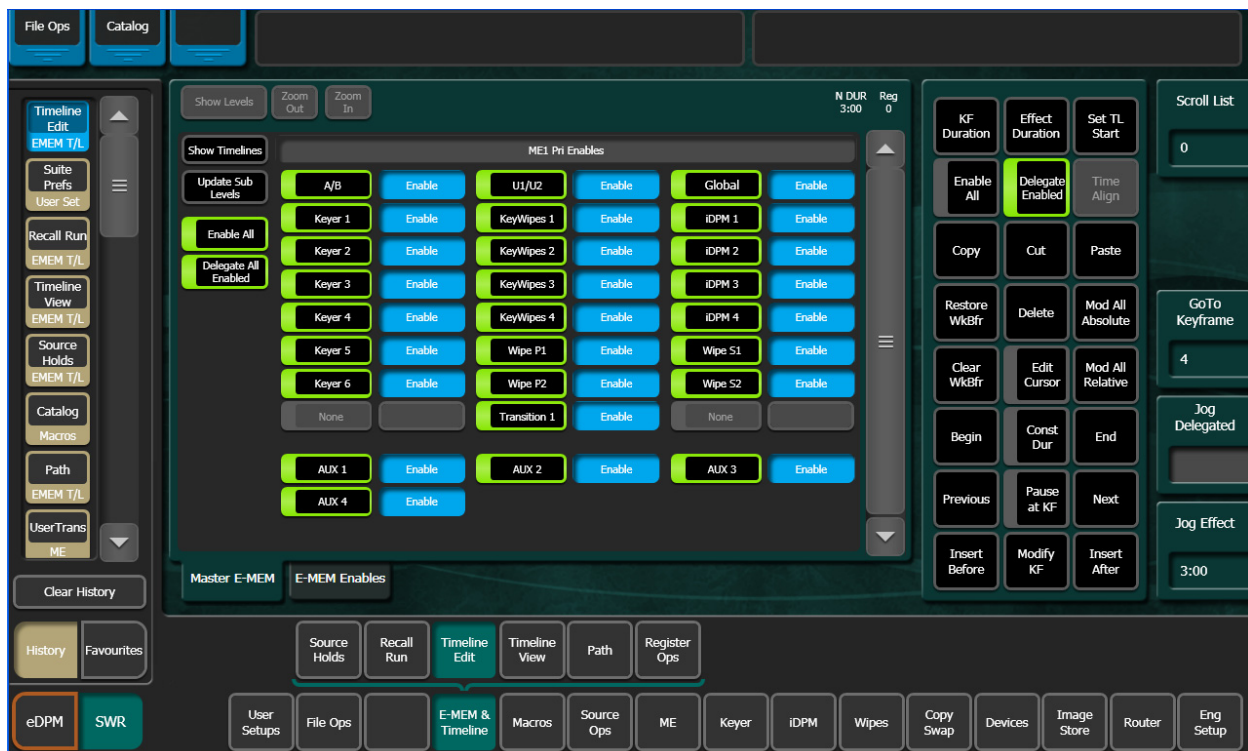 File Ops
Catalog
Timeline
Edit
EMEM T/L
Suite
Prefs
User Set
Recall Run
EMEM T/L
Timeline
View
EMEM T/L
Source
Holds
EMEM T/L
Catalog
Macros
Path
EMEM T/L
UserTrans
ME
Clear History
History
Favourites
eDPM
SWR
Show Levels
Zoom
Out
Zoom
In
N DUR
3:00
Reg
0
Show Timelines
ME1 Pri Enables
Update Sub
Levels
Enable All
Delegate All
Enabled
A/B Enable U1/U2 Enable Global Enable
Keyer 1 Enable KeyWipes 1 Enable iDPM 1 Enable
Keyer 2 Enable KeyWipes 2 Enable iDPM 2 Enable
Keyer 3 Enable KeyWipes 3 Enable iDPM 3 Enable
Keyer 4 Enable KeyWipes 4 Enable iDPM 4 Enable
Keyer 5 Enable Wipe P1 Enable Wipe S1 Enable
Keyer 6 Enable Wipe P2 Enable Wipe S2 Enable
None Transition 1 Enable None
AUX 1 Enable AUX 2 Enable AUX 3 Enable
AUX 4 Enable
Master E-MEM
E-MEM Enables
KF
Duration
Effect
Duration
Set TL
Start
Enable
All
Delegate
Enabled
Time
Align
Copy
Cut
Paste
Restore
WkBfr
Delete
Mod All
Absolute
Clear
WkBfr
Edit
Cursor
Mod All
Relative
Begin
Const
Dur
End
Previous
Pause
at KF
Next
Insert
Before
Modify
KF
Insert
After
Scroll List
0
GoTo
Keyframe
4
Jog
Delegated
Jog Effect
3:00
Source
Holds
Recall
Run
Timeline
Edit
Timeline
View
Path
Register
Ops
User
Setups
File Ops
E-MEM &
Timeline
Macros
Source
Ops
ME
Keyer
iDPM
Wipes
Copy
Swap
Devices
Image
Store
Router
Eng
Setup